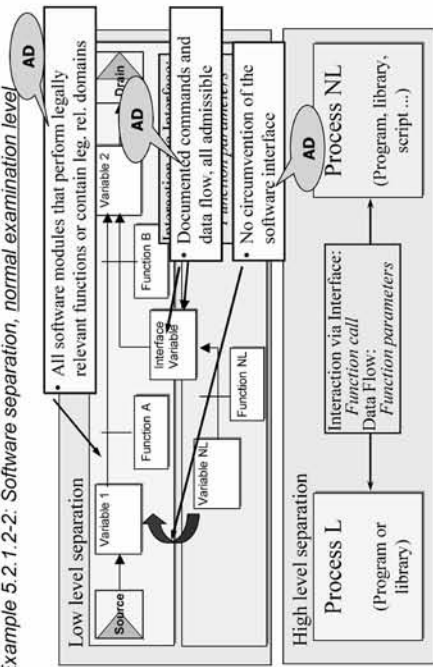 Example 5.2.1.2-2: Software separation, normal examination level
• All software modules that perform legally
relevant functions or contain leg. rel. domains
AD
Low level separation
Source
Variable 1
Function A
Variable 2
Drain
Function B
Interface
Variable
Variable NL
Function NL
Function parameters
• Documented commands and
data flow, all admissible
AD
• No circumvention of the
software interface
AD
High level separation
Process L
(Program or
library)
Interaction via Interface:
Function call
Data Flow:
Function parameters
Process NL
(Program, library,
script ...)